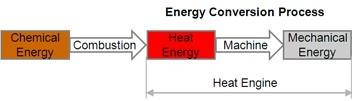 Energy Conversion Process
Chemical
Energy
Combustion
Heat
Energy
Machine
Mechanical
Energy
Heat Engine